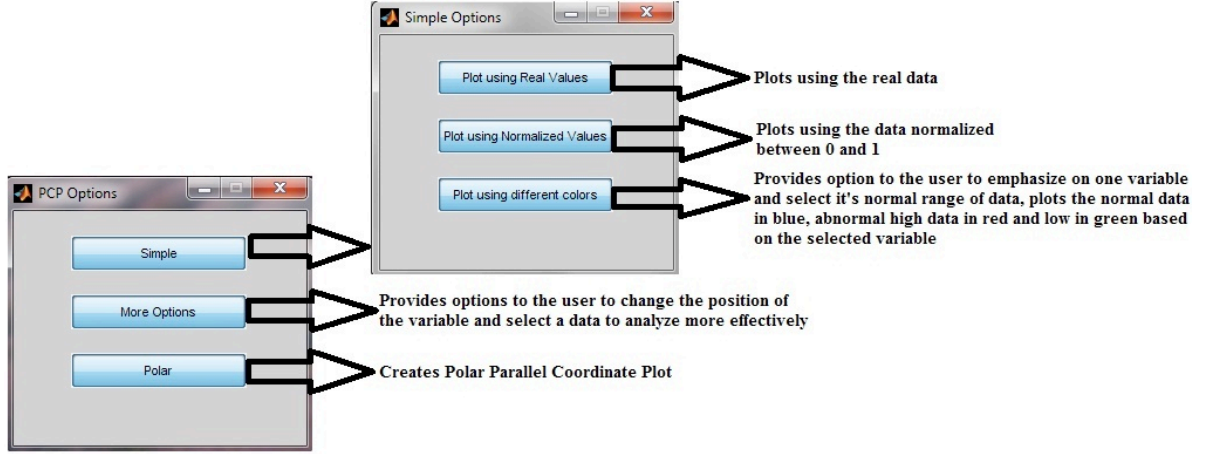 Simple Options
Plot using Real Values
Plots using the real data
Plot using Normalized Values
Plots using the data normalized
between 0 and 1
Plot using different colors
Provides option to the user to emphasize on one variable
and select it's normal range of data, plots the normal data
in blue, abnormal high data in red and low in green based
on the selected variable
PCP Options
Simple
More Options
Provides options to the user to change the position of
the variable and select a data to analyze more effectively
Polar
Creates Polar Parallel Coordinate Plot